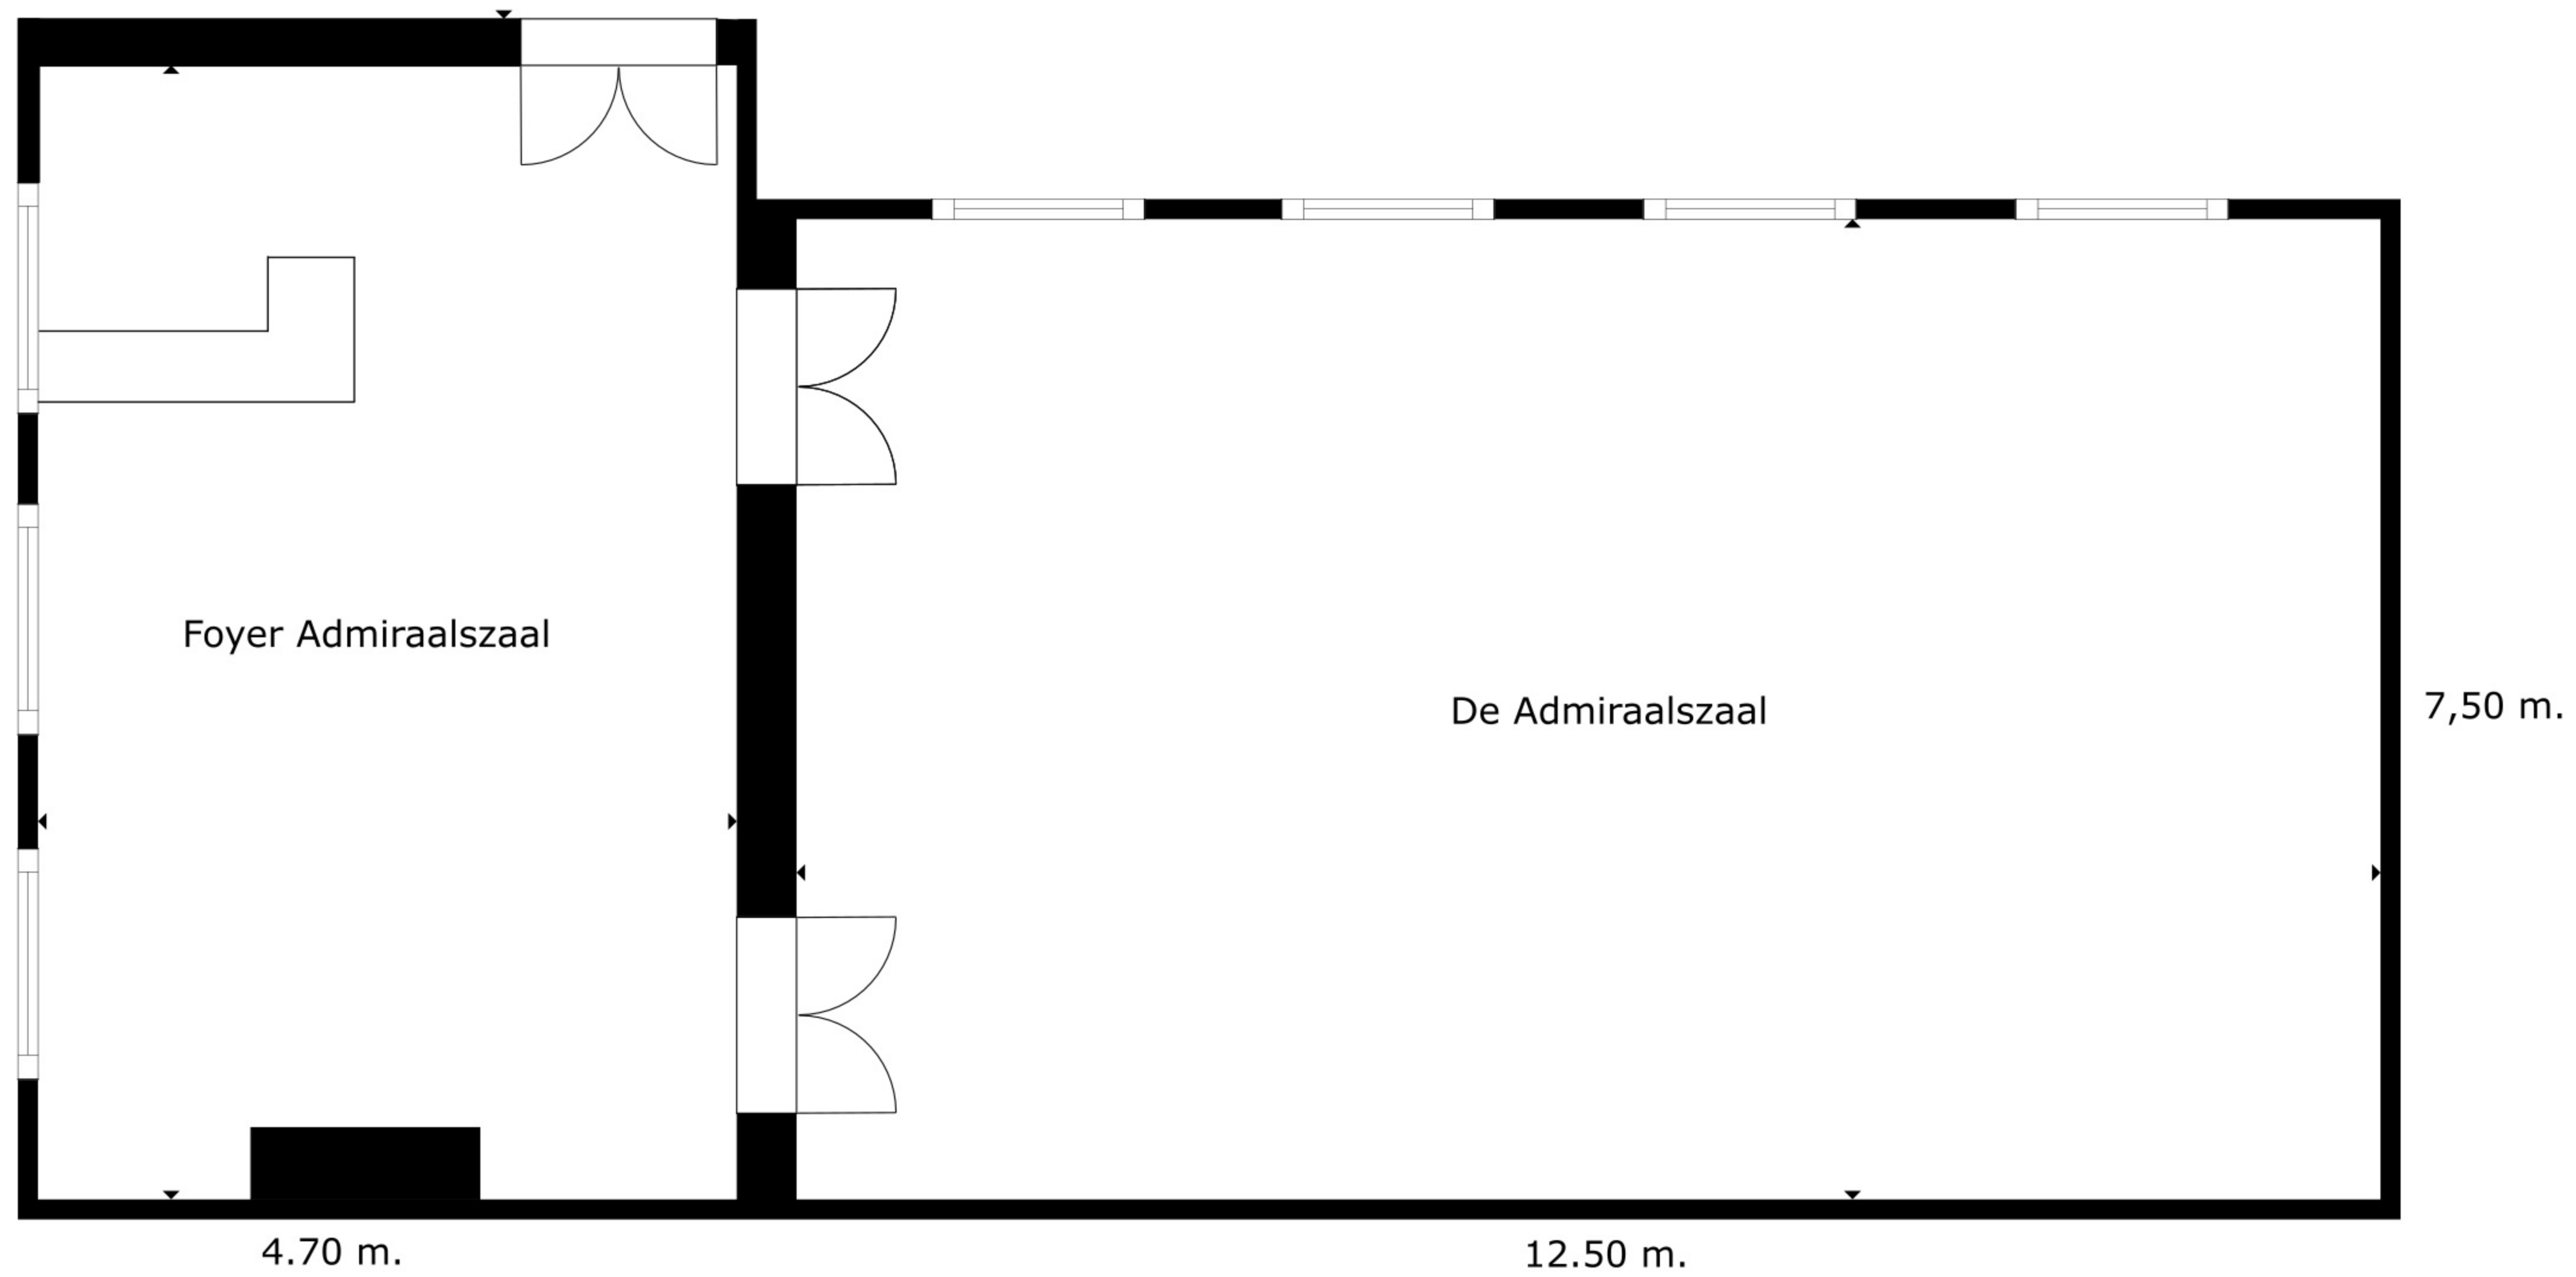 Foyer Admiraalszaal
De Admiraalszaal
7,50 m.
4.70 m.
12.50 m.